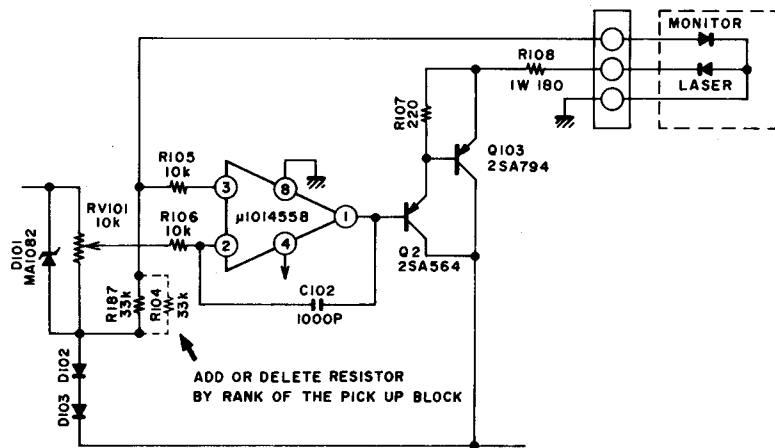 MONITOR
LASER
R108
1W 180
R107
220
Q103
2SA794
R105
10k
3
8
μ1014558
1
RV101
10k
R106
10k
2
4
D101
MA1082
Q2
2SA564
C102
1000P
R187
33k
R104
33k
ADD OR DELETE RESISTOR
BY RANK OF THE PICK UP BLOCK
D102
D103